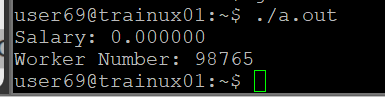 user69@trainux01:~$ ./a.out
Salary: 0.000000
Worker Number: 98765
user69@trainux01:~$